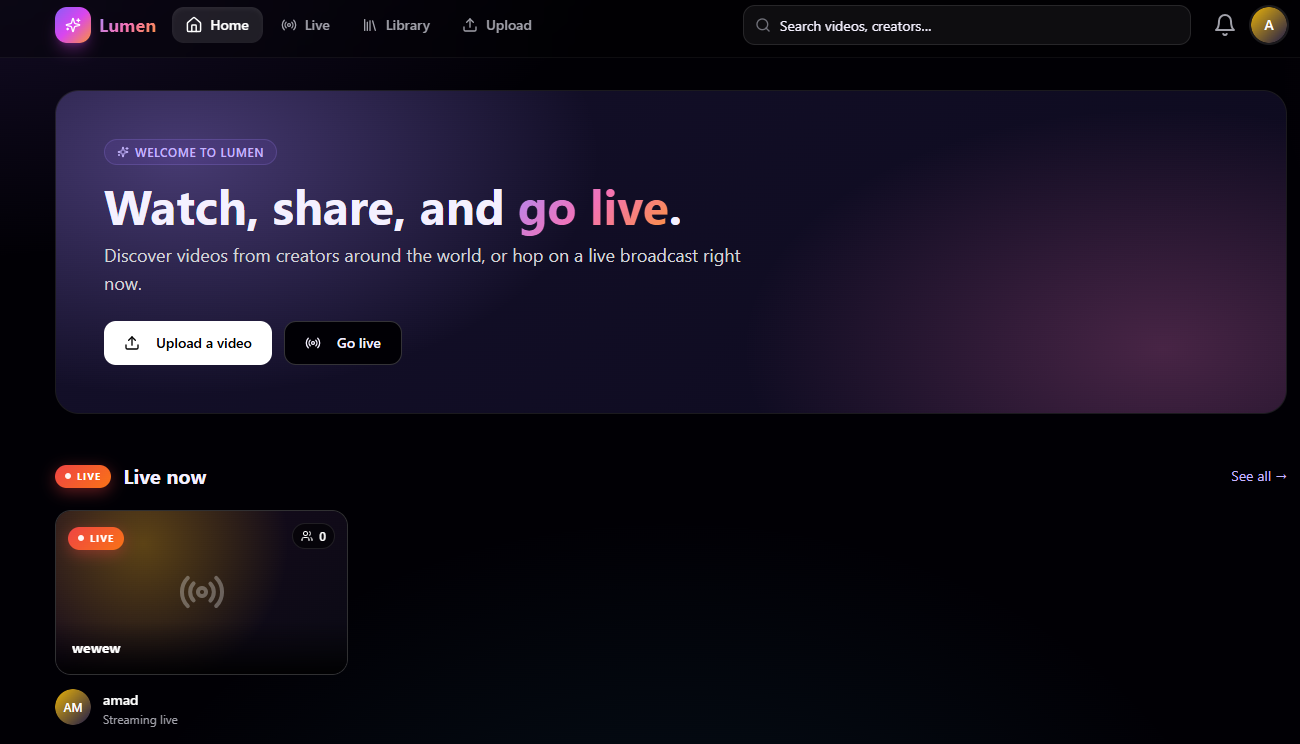 Lumen
Home
Live
Library
Upload
Search videos, creators...
A
WELCOME TO LUMEN
Watch, share, and go live.
Discover videos from creators around the world, or hop on a live broadcast right
now.
Upload a video
Go live
LIVE
Live now
See all →
LIVE
0
wewew
AM
amad
Streaming live